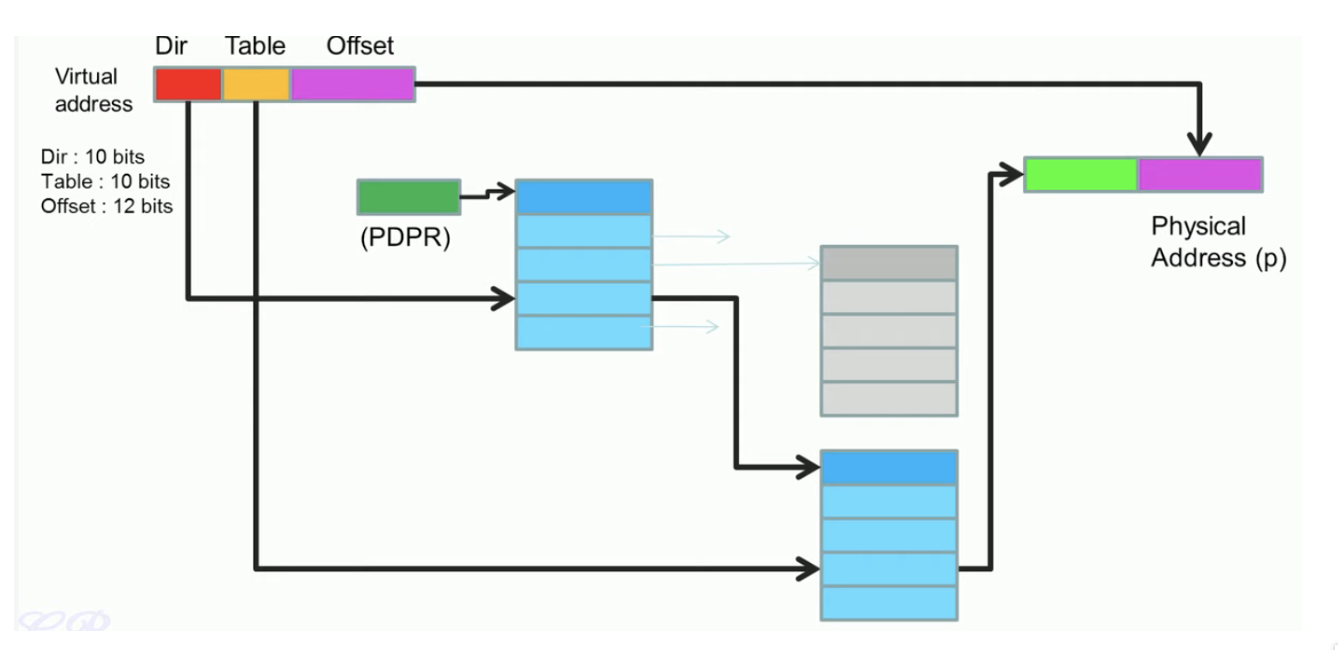 Dir Table Offset
Virtual
address
Dir : 10 bits
Table : 10 bits
Offset : 12 bits
(PDPR)
Physical
Address (p)